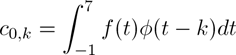 c_{0,k} = \int_{-1}^{7} f(t)\phi(t-k)dt